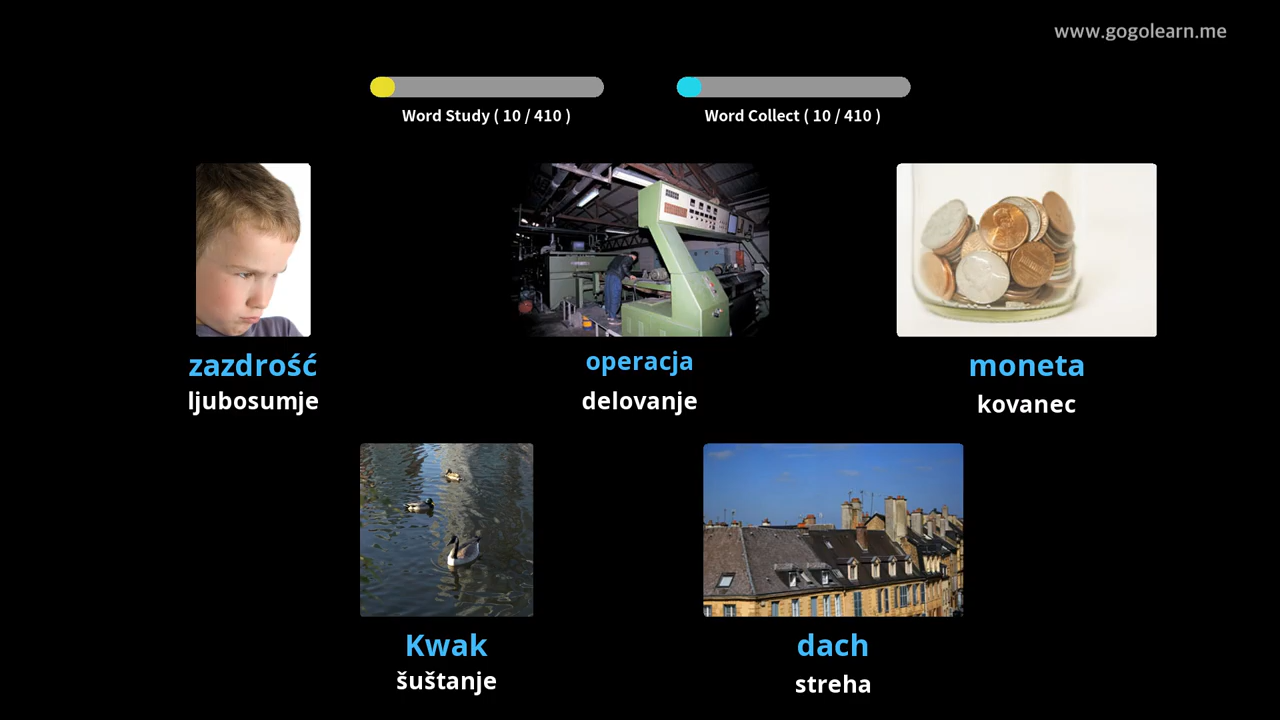 www.gogolearn.me
Word Study ( 10 / 410 )
Word Collect ( 10 / 410 )
zazdrość
ljubosumje
operacja
delovanje
moneta
kovanec
Kwak
šuštanje
dach
streha